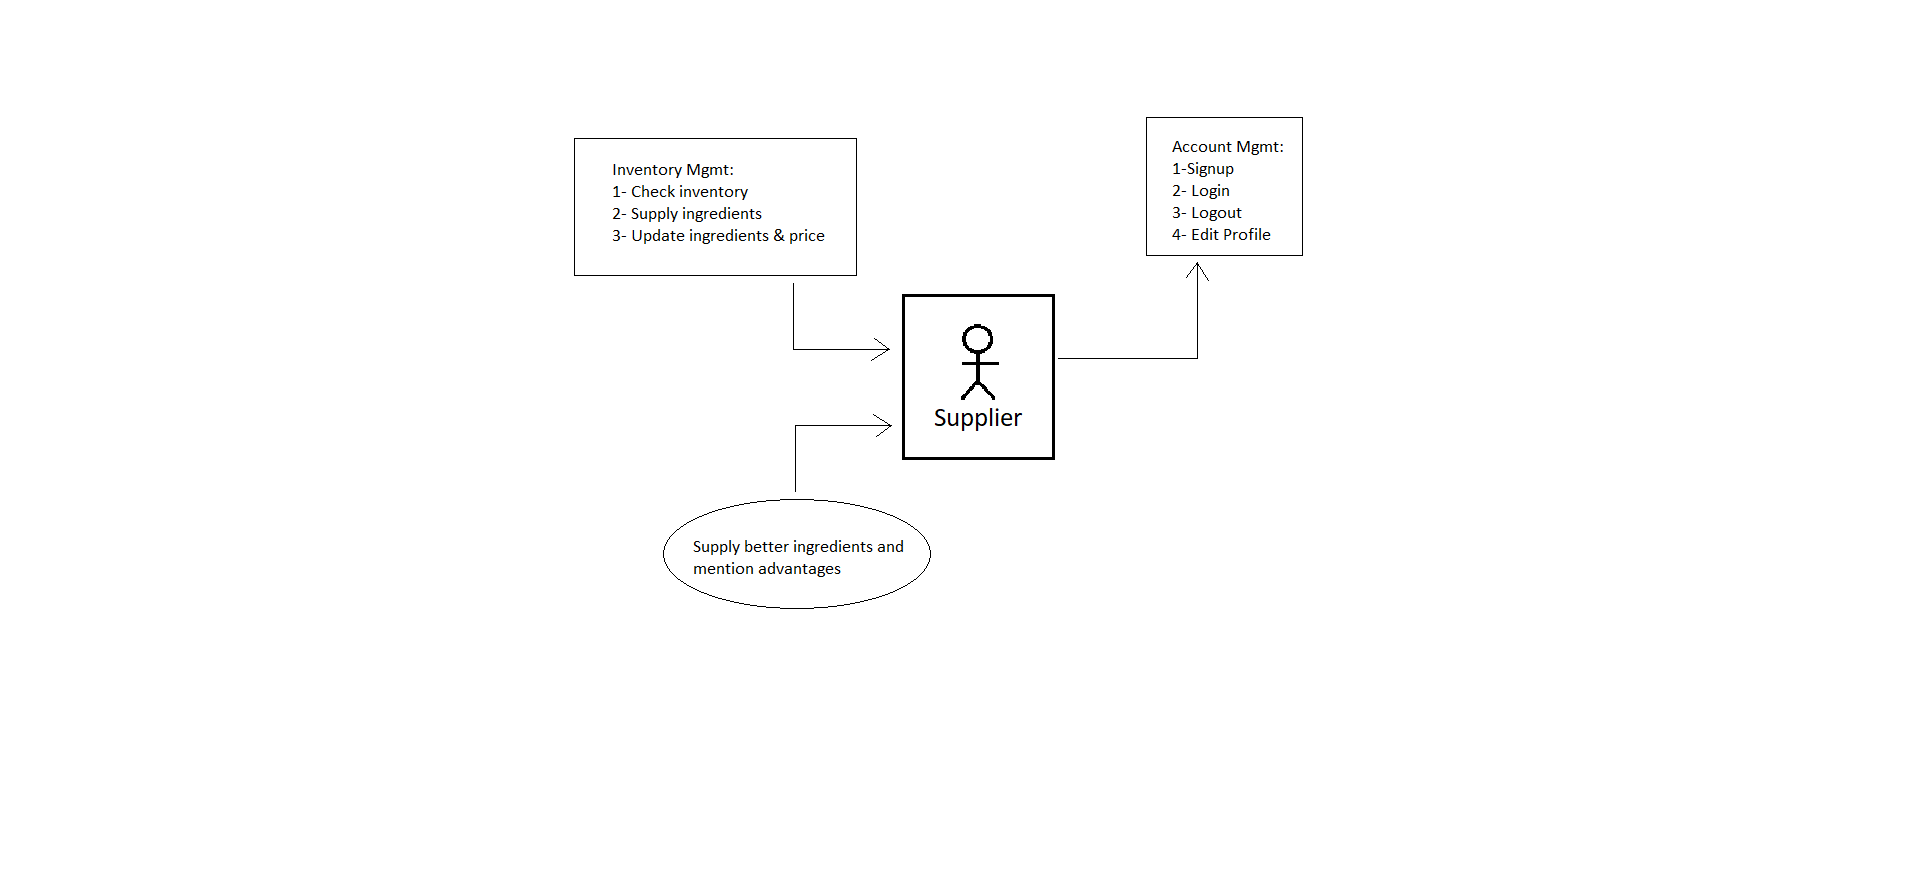 Inventory Mgmt:
1- Check inventory
2- Supply ingredients
3- Update ingredients & price
Account Mgmt:
1-Signup
2- Login
3- Logout
4- Edit Profile
Supplier
Supply better ingredients and
mention advantages